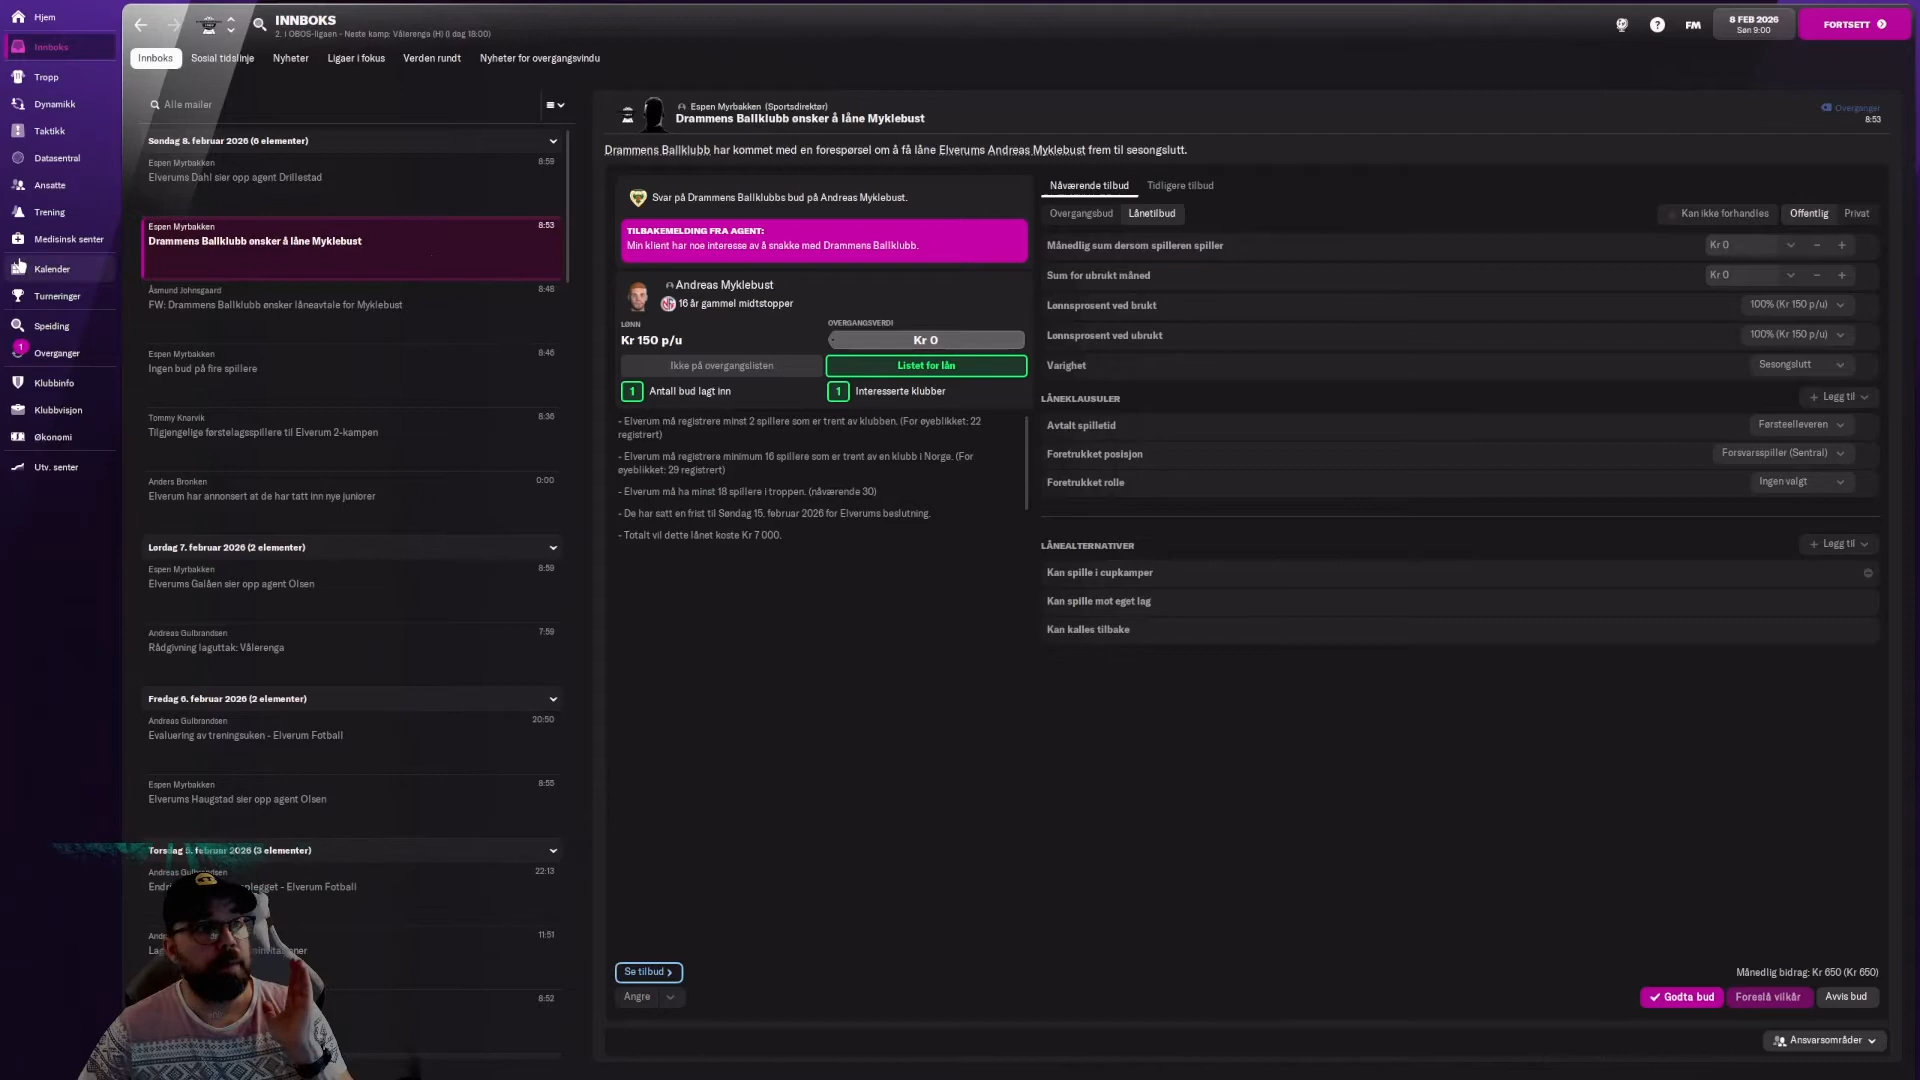 Hjem
Innboks
Tropp
Dynamikk
Taktikk
Datasentral
Ansatte
Trening
Medisinsk senter
Kalender
Turneringer
Speiding
1
Overganger
Klubbinfo
Klubbvisjon
Økonomi
Utv. senter
INNBOKS
2. i OBOS-ligaen - Neste kamp: Vålerenga (H) (I dag 18:00)
FM
8 FEB 2026
Søn 9:00
FORTSETT
Innboks
Sosial tidslinje
Nyheter
Ligaer i fokus
Verden rundt
Nyheter for overgangsvindu
Alle mailer
Søndag 8. februar 2026 (6 elementer)
Espen Myrbakken
8:59
Elverums Dahl sier opp agent Drillestad
Espen Myrbakken
8:53
Drammens Ballklubb ønsker å låne Myklebust
Åsmund Johnsgaard
8:48
FW: Drammens Ballklubb ønsker låneavtale for Myklebust
Espen Myrbakken
8:46
Ingen bud på fire spillere
Tommy Knarvik
8:36
Tilgjengelige førstelagsspillere til Elverum 2-kampen
Anders Bronken
0:00
Elverum har annonsert at de har tatt inn nye juniorer
Lørdag 7. februar 2026 (2 elementer)
Espen Myrbakken
8:59
Elverums Galåen sier opp agent Olsen
Andreas Gulbrandsen
7:59
Rådgivning laguttak: Vålerenga
Fredag 6. februar 2026 (2 elementer)
Andreas Gulbrandsen
20:50
Evaluering av treningsuken - Elverum Fotball
Espen Myrbakken
8:55
Elverums Haugstad sier opp agent Olsen
Torsdag 5. februar 2026 (3 elementer)
Andreas
22:13
- Elverum Fotball
11:51
8:52
Espen Myrbakken (Sportsdirektør)
Drammens Ballklubb ønsker å låne Myklebust
Overganger
8:53
Drammens Ballklubb har kommet med en forespørsel om å få låne Elverums Andreas Myklebust frem til sesongslutt.
Svar på Drammens Ballklubbs bud på Andreas Myklebust.
TILBAKEMELDING FRA AGENT:
Min klient har noe interesse av å snakke med Drammens Ballklubb.
Andreas Myklebust
16 år gammel midtstopper
LØNN
OVERGANGSVERDI
Kr 150 p/u
Kr 0
Ikke på overgangslisten
Listet for lån
1 Antall bud lagt inn
1 Interesserte klubber
- Elverum må registrere minst 2 spillere som er trent av klubben. (For øyeblikket: 22
registrert)
- Elverum må registrere minimum 16 spillere som er trent av en klubb i Norge. (For
øyeblikket: 29 registrert)
- Elverum må ha minst 18 spillere i troppen. (nåværende 30)
- De har satt en frist til Søndag 15. februar 2026 for Elverums beslutning.
- Totalt vil dette lånet koste Kr 7 000.
Nåværende tilbud
Tidligere tilbud
Overgangsbud
Lånetilbud
Kan ikke forhandles
Offentlig
Privat
Månedlig sum dersom spilleren spiller
Kr 0
Sum for ubrukt måned
Kr 0
Lønnsprosent ved brukt
100% (Kr 150 p/u)
Lønnsprosent ved ubrukt
100% (Kr 150 p/u)
Varighet
Sesongslutt
LÅNEKLAUSULER
+ Legg til
Avtalt spilletid
Førsteelleveren
Foretrukket posisjon
Forsvarsspiller (Sentral)
Foretrukket rolle
Ingen valgt
LÅNEALTERNATIVER
+ Legg til
Kan spille i cupkamper
Kan spille mot eget lag
Kan kalles tilbake
Se tilbud
Angre
Månedlig bidrag: Kr 650 (Kr 650)
Godta bud
Foreslå vilkår
Avvis bud
Ansvarsområder